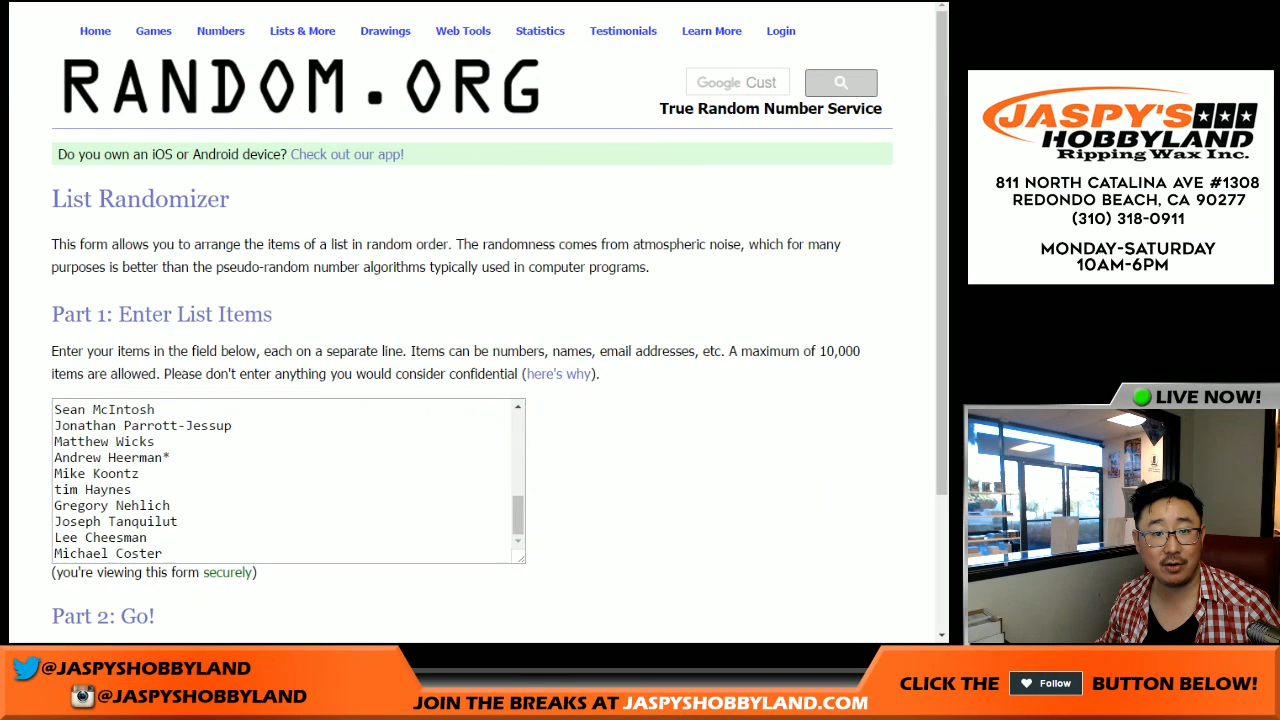 Home Games Numbers Lists & More Drawings Web Tools Statistics Testimonials Learn More Login
RANDOM.ORG
Google Cust
True Random Number Service
Do you own an iOS or Android device? Check out our app!
List Randomizer
This form allows you to arrange the items of a list in random order. The randomness comes from atmospheric noise, which for many
purposes is better than the pseudo-random number algorithms typically used in computer programs.
Part 1: Enter List Items
Enter your items in the field below, each on a separate line. Items can be numbers, names, email addresses, etc. A maximum of 10,000
items are allowed. Please don't enter anything you would consider confidential (here's why).
Sean McIntosh
Jonathan Parrott-Jessup
Matthew Wicks
Andrew Heerman*
Mike Koontz
tim Haynes
Gregory Nehlich
Joseph Tanquilut
Lee Cheesman
Michael Coster
(you're viewing this form securely)
Part 2: Go!
JASPY'S
HOBBYLAND
Ripping Wax Inc.
811 NORTH CATALINA AVE #1308
REDONDO BEACH, CA 90277
(310) 318-0911
MONDAY-SATURDAY
10AM-6PM
LIVE NOW!
@JASPYSHOBBYLAND
@JASPYSHOBBYLAND
JOIN THE BREAKS AT JASPYSHOBBYLAND.COM
CLICK THE Follow BUTTON BELOW!